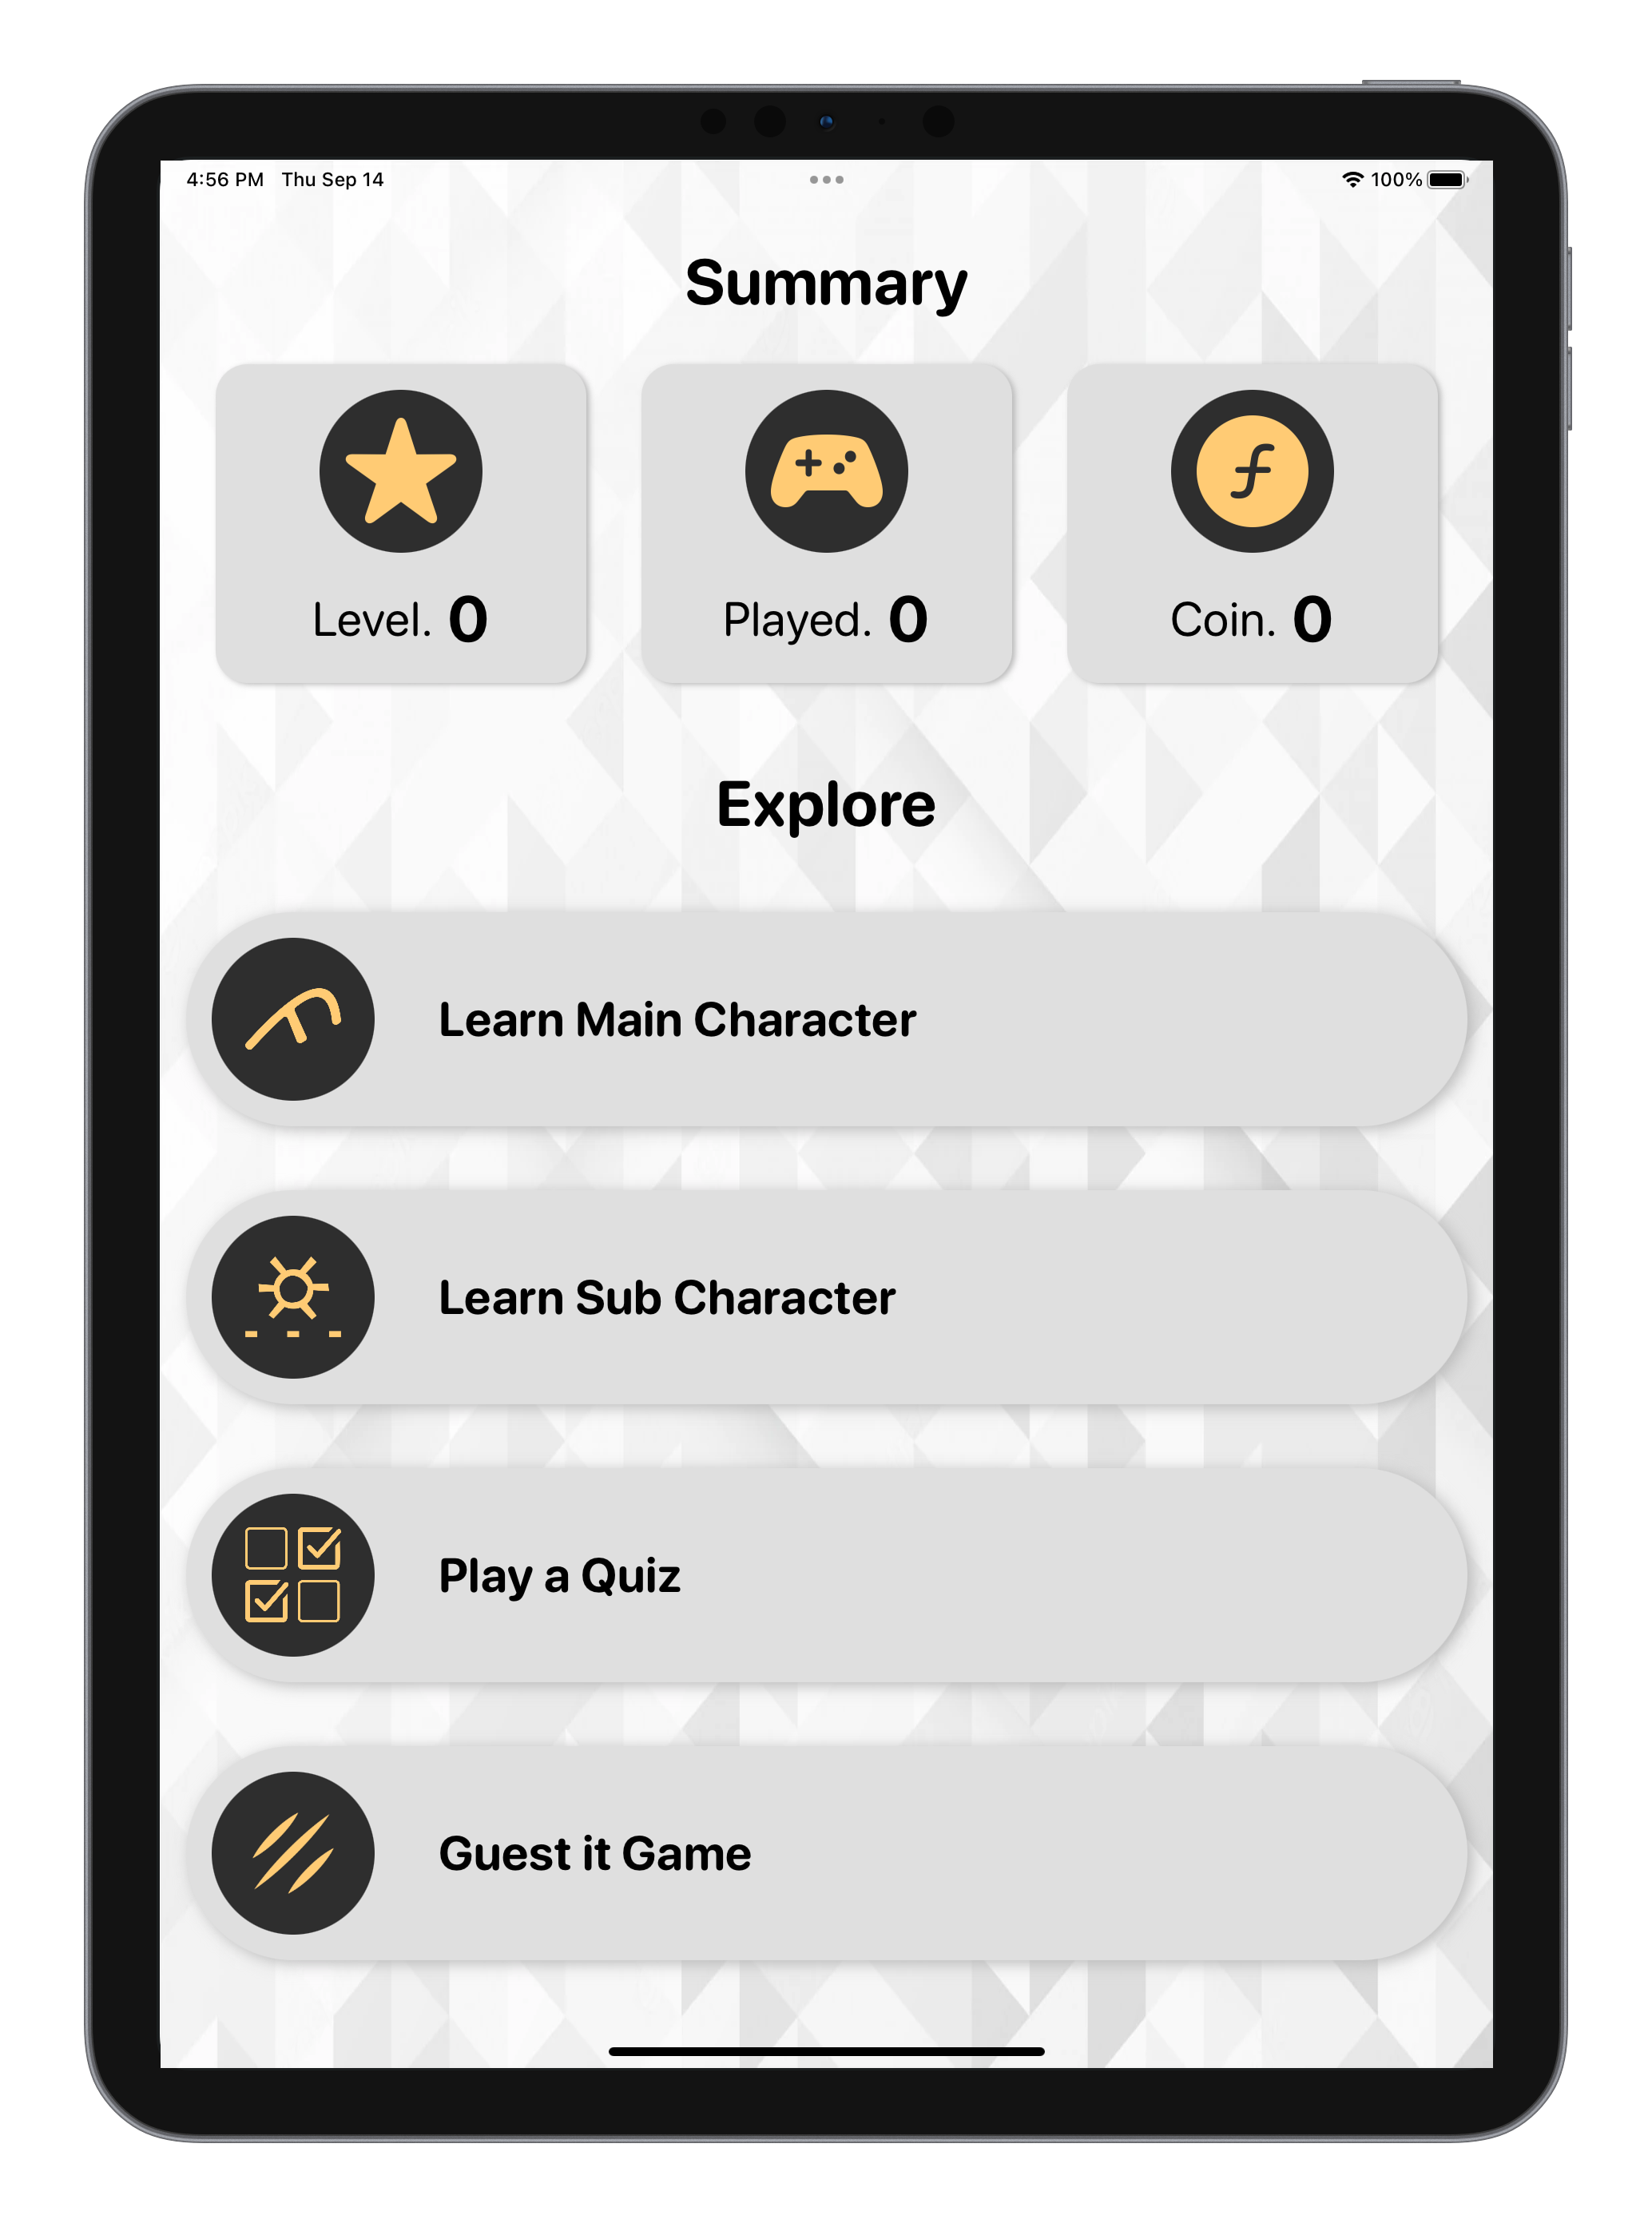 4:56 PM Thu Sep 14
100%
Summary
Level. 0
Played. 0
Coin. 0
Explore
Learn Main Character
Learn Sub Character
Play a Quiz
Guest it Game